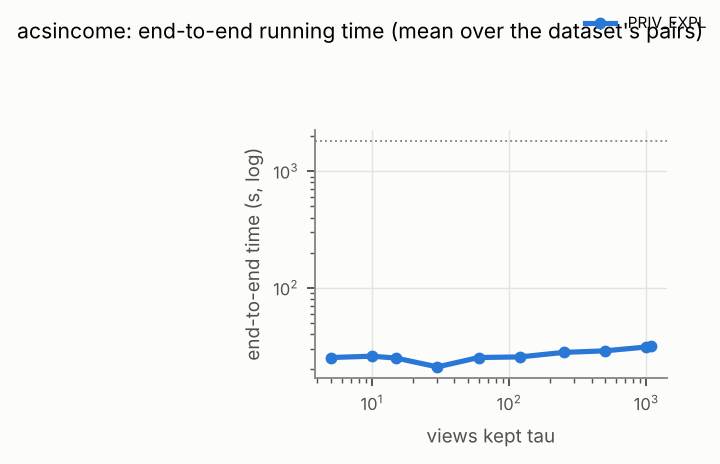 PRIV_EXPL
acsincome: end-to-end running time (mean over the dataset's pairs)
end-to-end time (s, log)
10³
10²
10¹
10²
10³
views kept tau